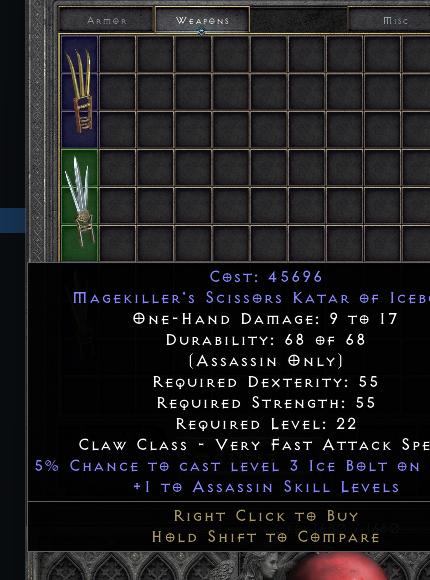 Armor Weapons Misc
Cost: 45696
Magekiller's Scissors Katar of Icebo
One-Hand Damage: 9 to 17
Durability: 68 of 68
(Assassin Only)
Required Dexterity: 55
Required Strength: 55
Required Level: 22
Claw Class - Very Fast Attack Spe
5% Chance to cast level 3 Ice Bolt on
+1 to Assassin Skill Levels
Right Click to Buy
Hold Shift to Compare